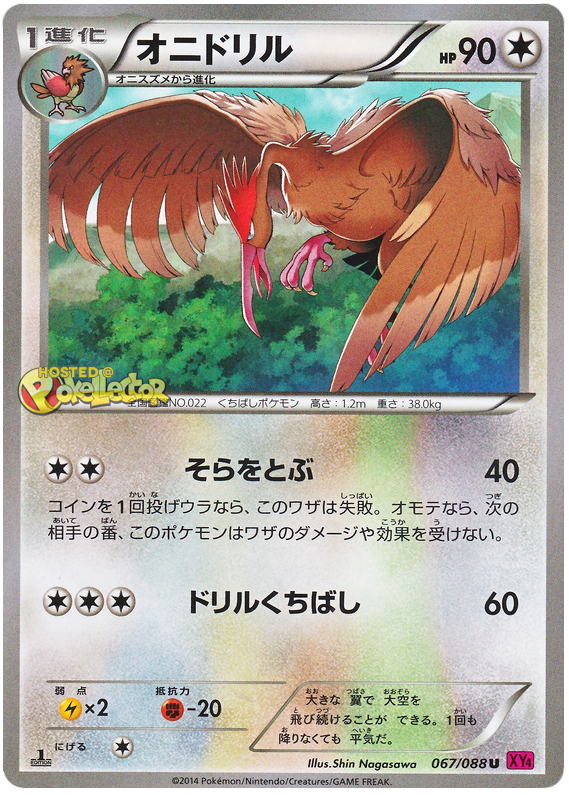 1進化
オニドリル
HP90
オニスズメから進化
HOSTED @
POKELLECTOR
NO.022 くちばしポケモン 高さ:1.2m 重さ:38.0kg
そらをとぶ 40
コインを1回投げウラなら、このワザは失敗。オモテなら、次の
相手の番、このポケモンはワザのダメージや効果を受けない。
ドリルくちばし 60
弱点 抵抗力
×2 -20
にげる
大きな 翼で 大空を
飛び続けることが できる。1回も
降りなくても 平気だ。
1 EDITION
Illus.Shin Nagasawa 067/088 U XY4
©2014 Pokémon/Nintendo/Creatures/GAME FREAK.